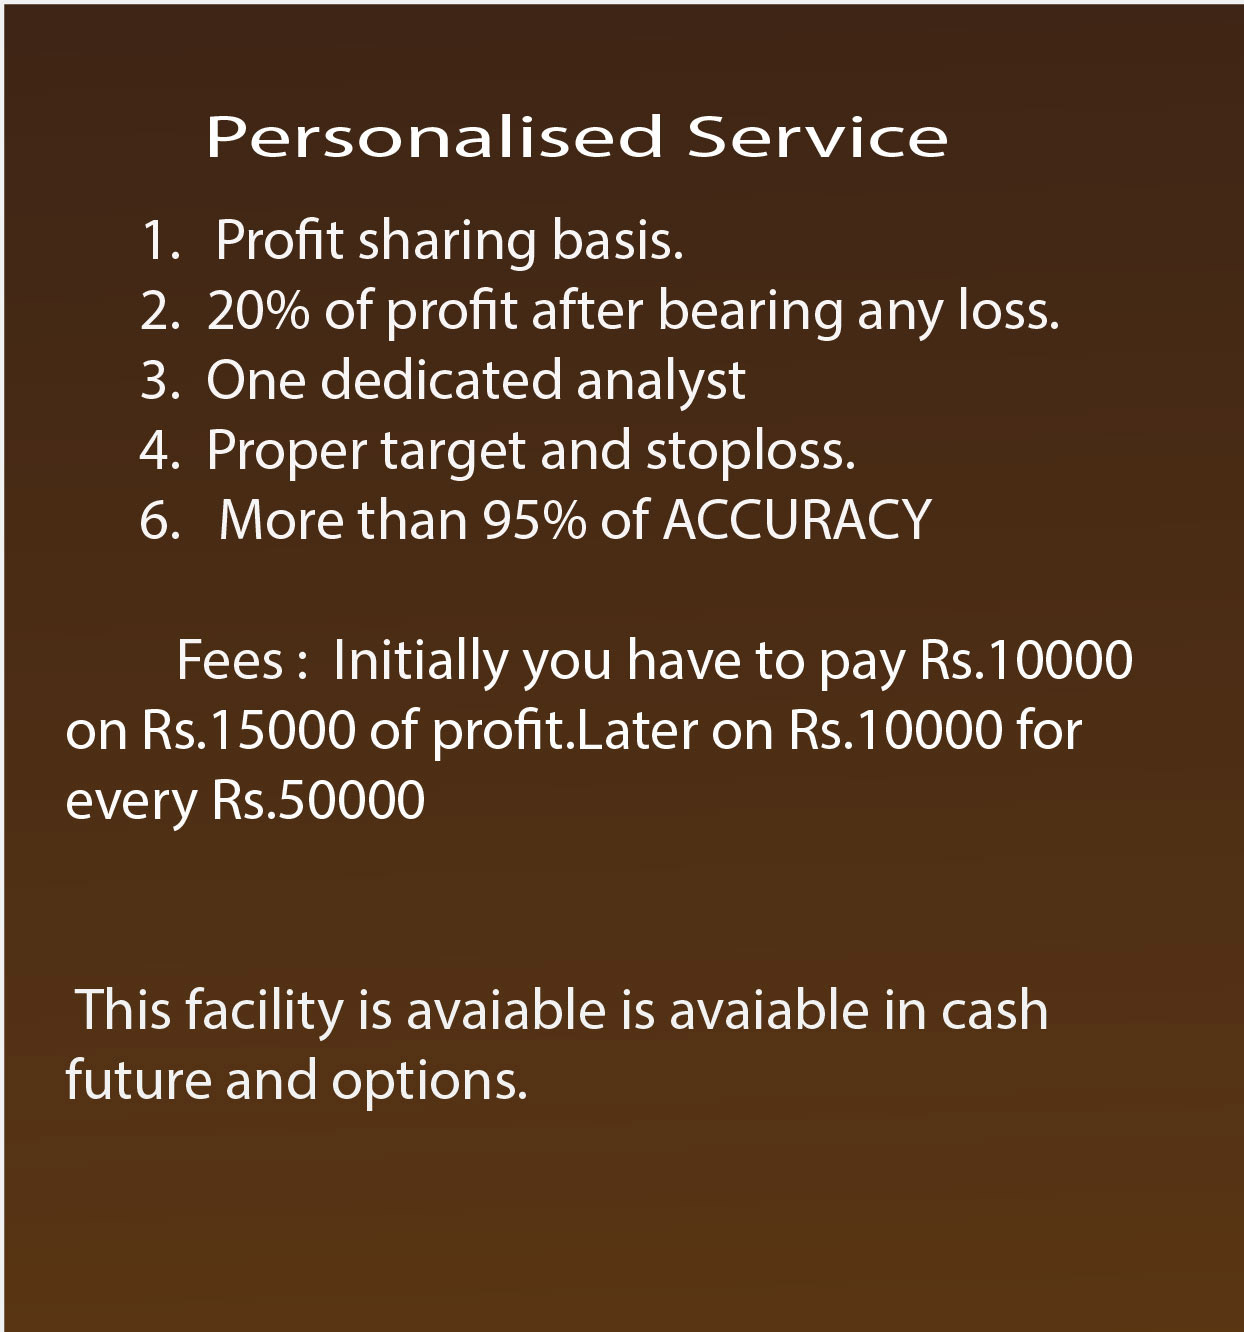 Personalised Service
1. Profit sharing basis.
2. 20% of profit after bearing any loss.
3. One dedicated analyst
4. Proper target and stoploss.
6. More than 95% of ACCURACY
Fees : Initially you have to pay Rs.10000
on Rs.15000 of profit.Later on Rs.10000 for
every Rs.50000
This facility is avaiable is avaiable in cash
future and options.